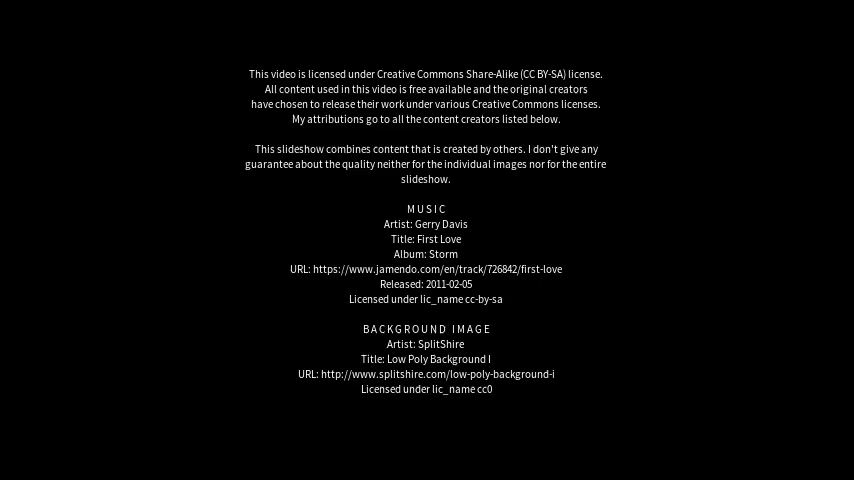 This video is licensed under Creative Commons Share-Alike (CC BY-SA) license.
All content used in this video is free available and the original creators
have chosen to release their work under various Creative Commons licenses.
My attributions go to all the content creators listed below.
This slideshow combines content that is created by others. I don't give any
guarantee about the quality neither for the individual images nor for the entire
slideshow.
MUSIC
Artist: Gerry Davis
Title: First Love
Album: Storm
URL: https://www.jamendo.com/en/track/726842/first-love
Released: 2011-02-05
Licensed under lic_name cc-by-sa
BACKGROUND IMAGE
Artist: SplitShire
Title: Low Poly Background I
URL: http://www.splitshire.com/low-poly-background-i
Licensed under lic_name cc0